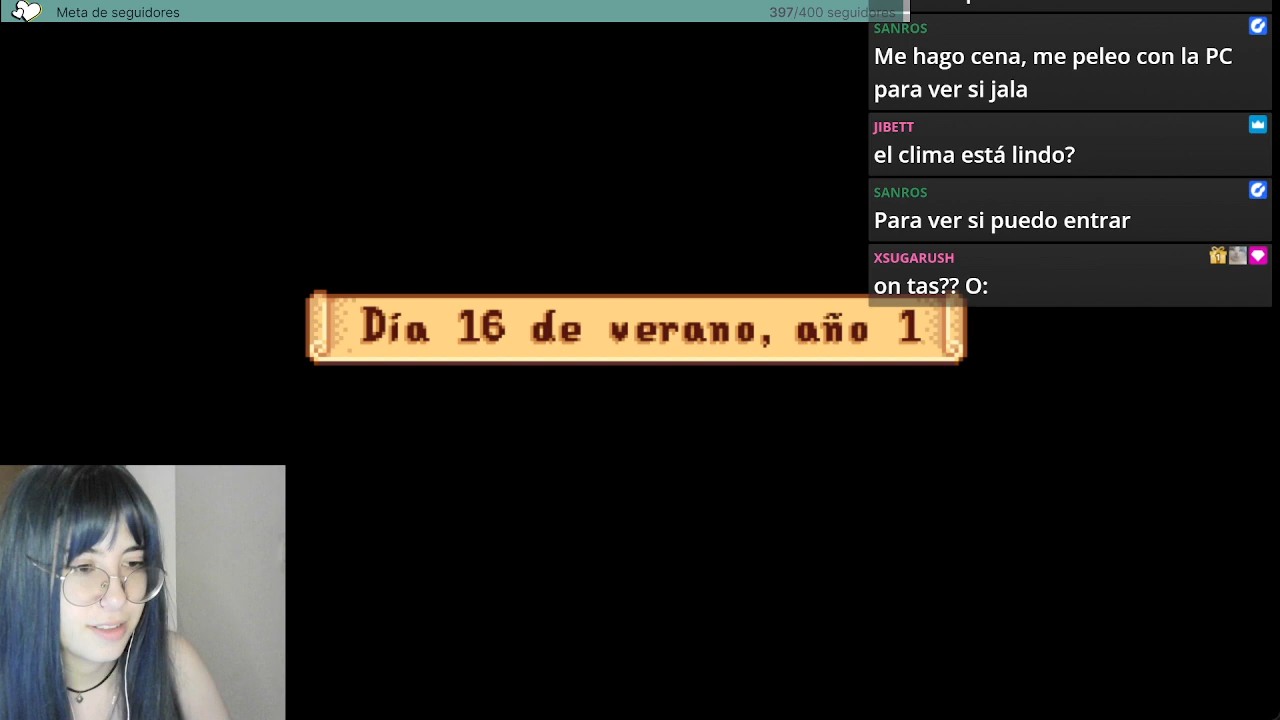 Meta de seguidores
397/400 seguidores
SANROS
Me hago cena, me peleo con la PC
para ver si jala
JIBETT
el clima está lindo?
SANROS
Para ver si puedo entrar
XSUGARUSH
on tas?? O:
Día 16 de verano, año 1